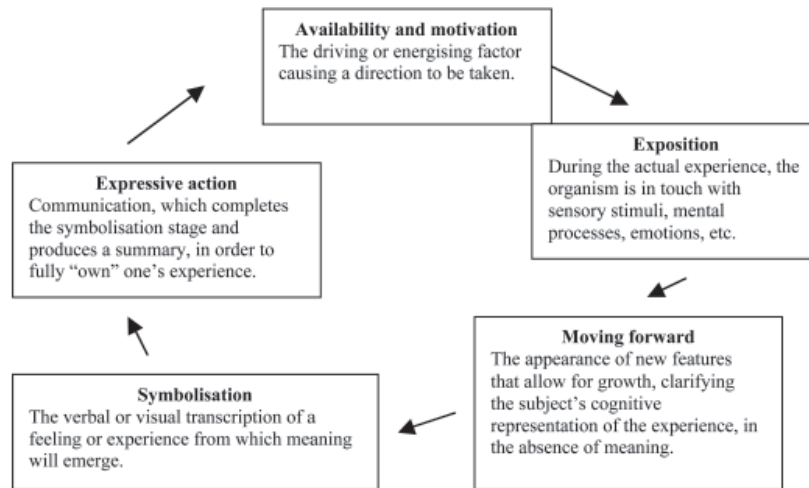 Availability and motivation
The driving or energising factor
causing a direction to be taken.
Exposition
During the actual experience, the
organism is in touch with
sensory stimuli, mental
processes, emotions, etc.
Moving forward
The appearance of new features
that allow for growth, clarifying
the subject's cognitive
representation of the experience, in
the absence of meaning.
Symbolisation
The verbal or visual transcription of a
feeling or experience from which meaning
will emerge.
Expressive action
Communication, which completes
the symbolisation stage and
produces a summary, in order to
fully “own” one's experience.